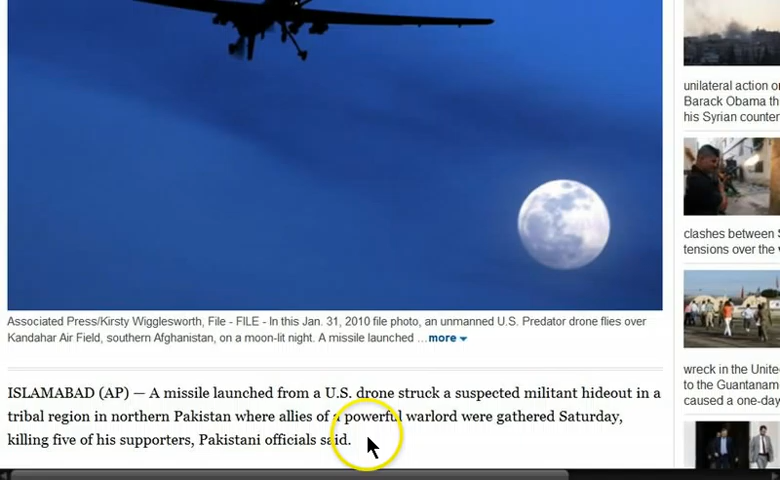 Associated Press/Kirsty Wigglesworth, File - FILE - In this Jan. 31, 2010 file photo, an unmanned U.S. Predator drone flies over
Kandahar Air Field, southern Afghanistan, on a moon-lit night. A missile launched ...more
ISLAMABAD (AP) — A missile launched from a U.S. drone struck a suspected militant hideout in a
tribal region in northern Pakistan where allies of a powerful warlord were gathered Saturday,
killing five of his supporters, Pakistani officials said.
unilateral action o
Barack Obama th
his Syrian counter
clashes between
tensions over the
wreck in the Unite
to the Guantanam
caused a one-day